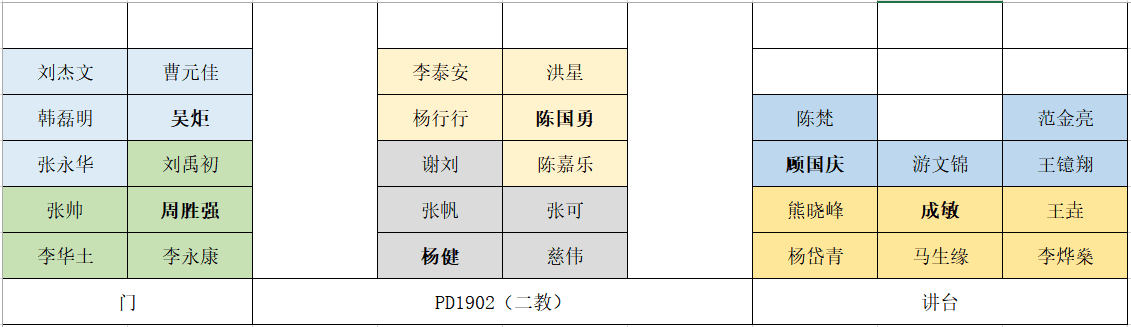 刘杰文 曹元佳 李泰安 洪星
韩磊明 吴炬 杨行行 陈国勇 陈梵 范金亮
张永华 刘禹初 谢刘 陈嘉乐 顾国庆 游文锦 王镱翔
张帅 周胜强 张帆 张可 熊晓峰 成敏 王垚
李华土 李永康 杨健 慈伟 杨岱青 马生缘 李烨燊
门 PD1902（二教） 讲台